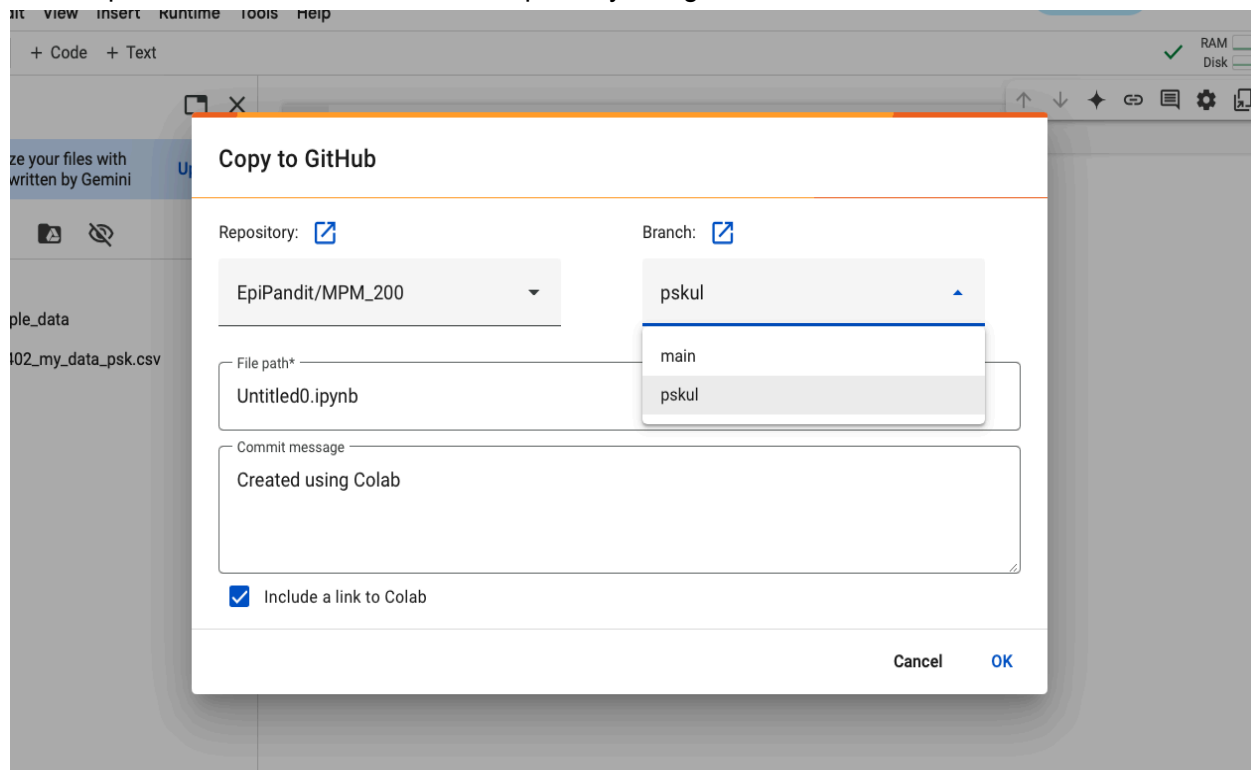 dit View Insert Runtime Tools Help
+ Code + Text
RAM
Disk
ze your files with
written by Gemini
Copy to GitHub
Repository:
Branch:
EpiPandit/MPM_200
pskul
ple_data
main
402_my_data_psk.csv
File path*
Untitled0.ipynb
pskul
Commit message
Created using Colab
Include a link to Colab
Cancel
OK